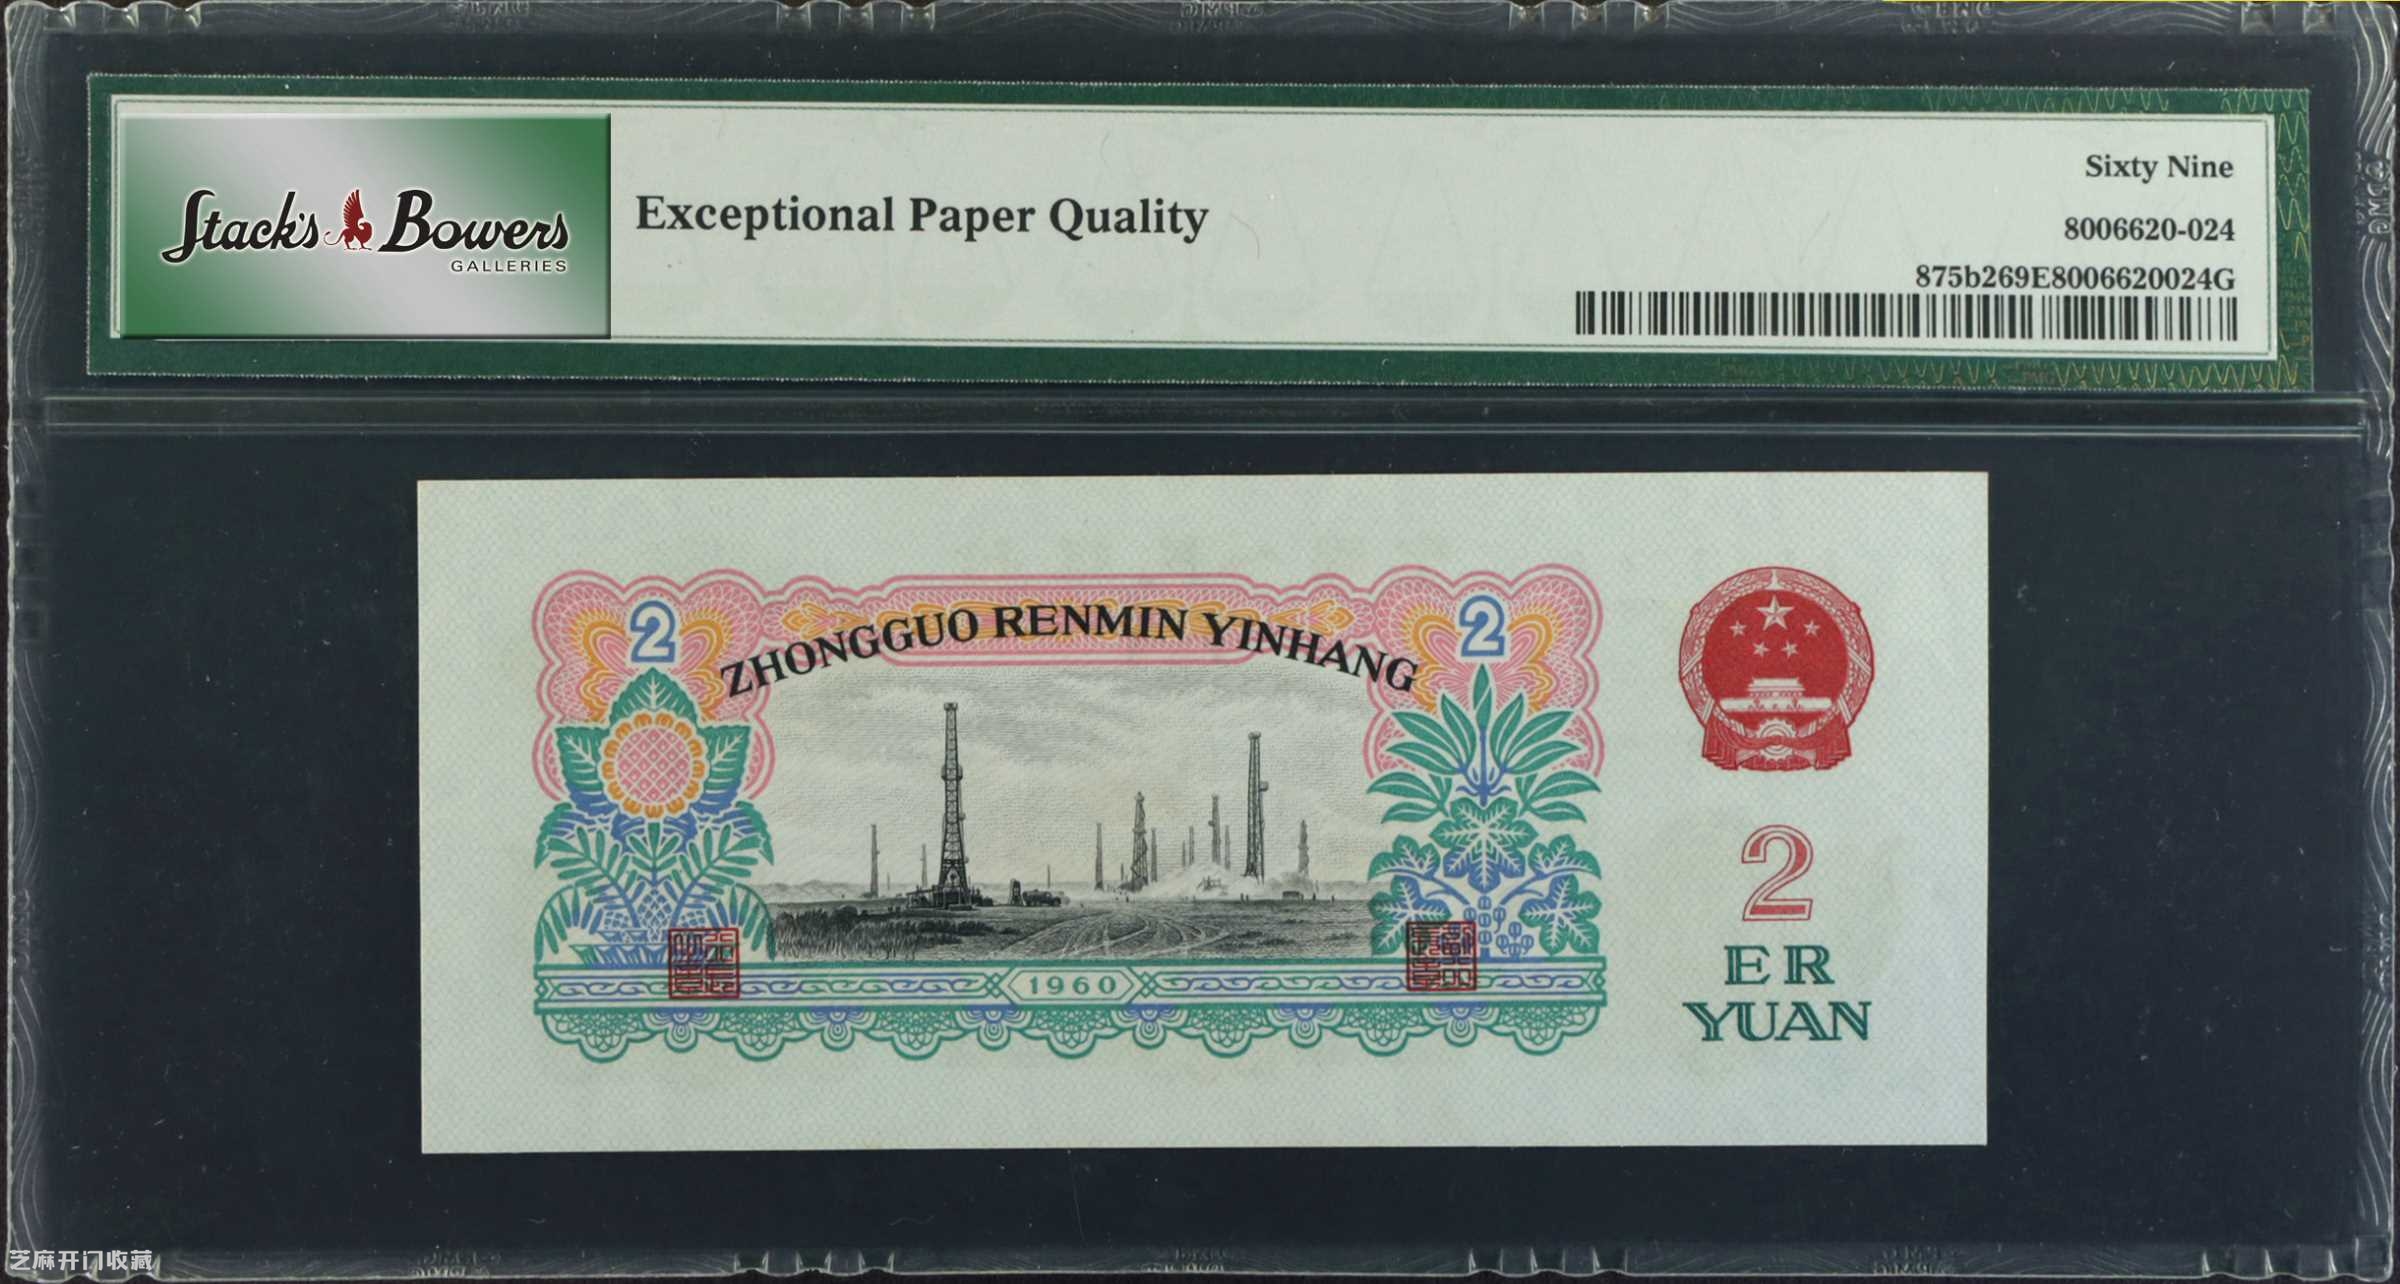 Stack's Bowers
GALLERIES
Exceptional Paper Quality
Sixty Nine
8006620-024
875b269E8006620024G
2
2
ZHONGGUO RENMIN YINHANG
1960
2
ER
YUAN
芝麻开门收藏